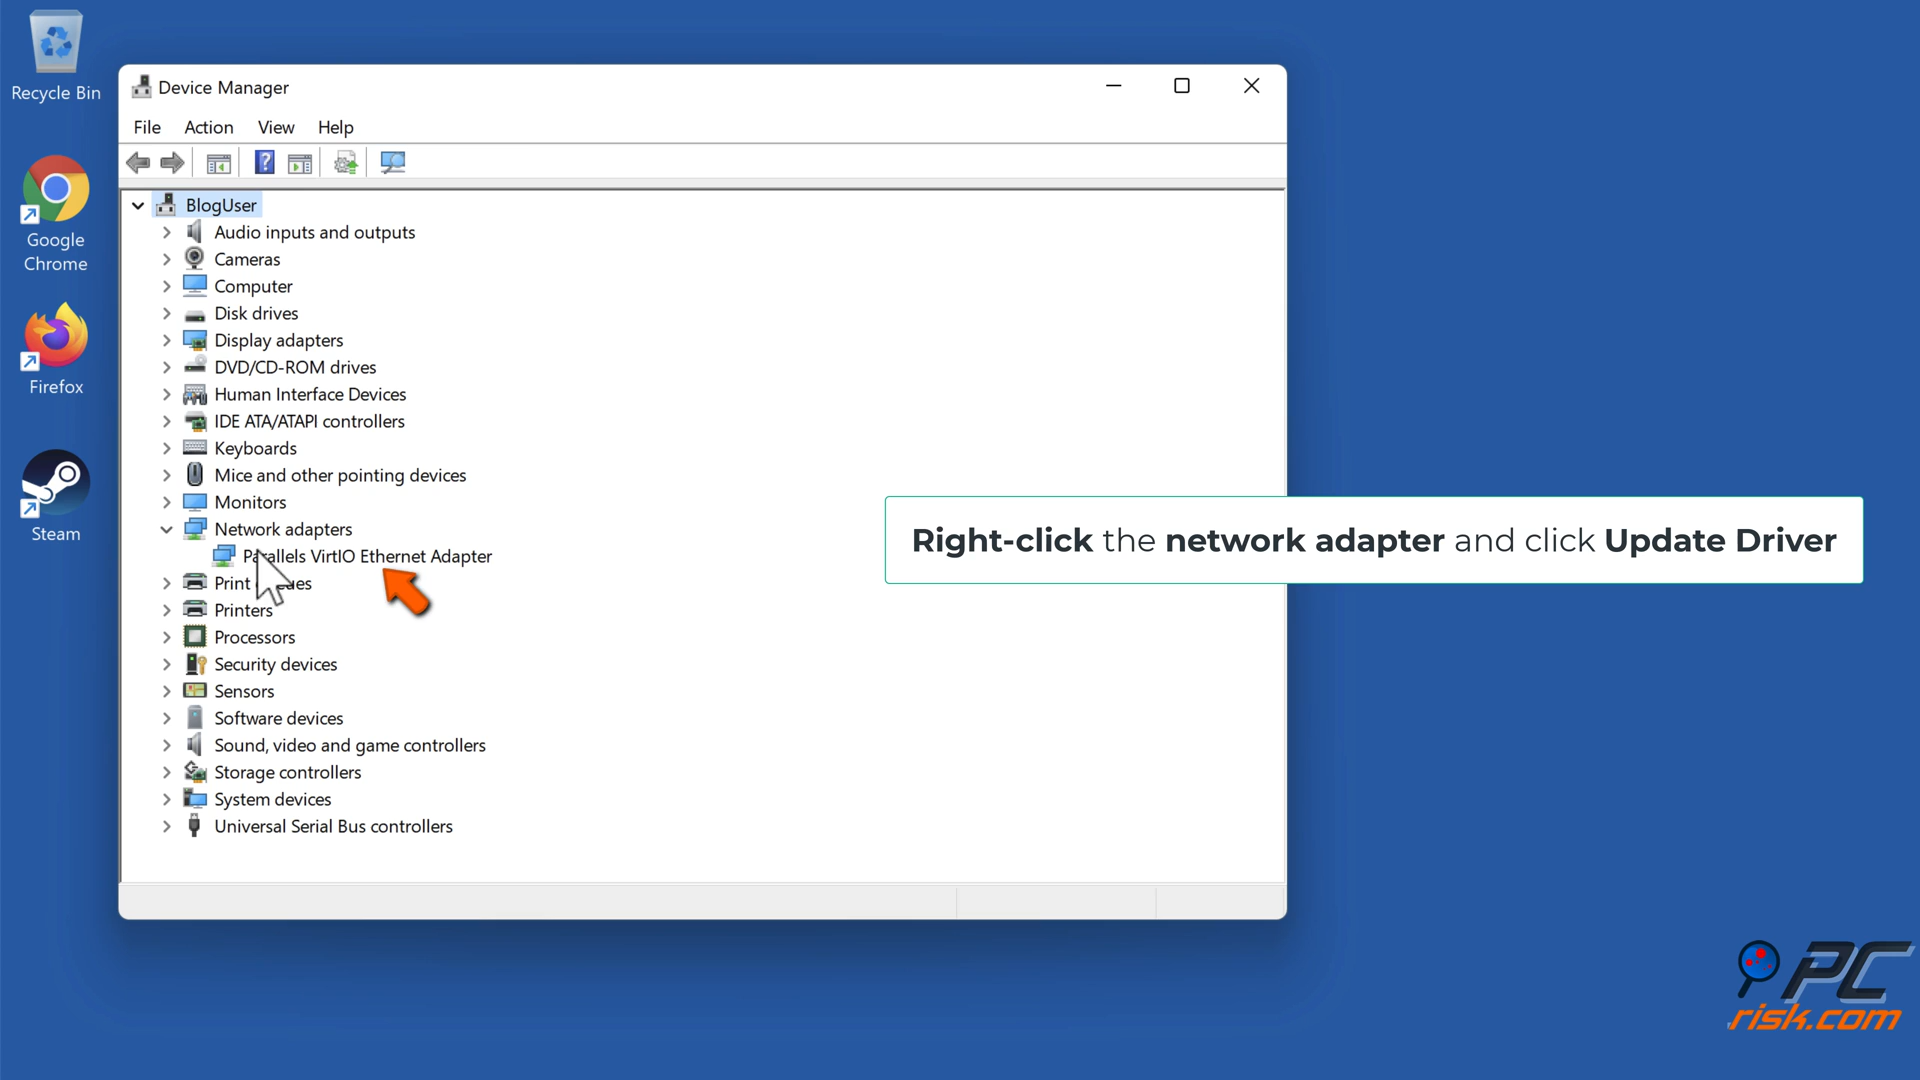 Recycle Bin
Google
Chrome
Firefox
Steam
Device Manager
File Action View Help
BlogUser
Audio inputs and outputs
Cameras
Computer
Disk drives
Display adapters
DVD/CD-ROM drives
Human Interface Devices
IDE ATA/ATAPI controllers
Keyboards
Mice and other pointing devices
Monitors
Network adapters
Parallels VirtIO Ethernet Adapter
Print
Printers
Processors
Security devices
Sensors
Software devices
Sound, video and game controllers
Storage controllers
System devices
Universal Serial Bus controllers
Right-click the network adapter and click Update Driver
PC
risk.com